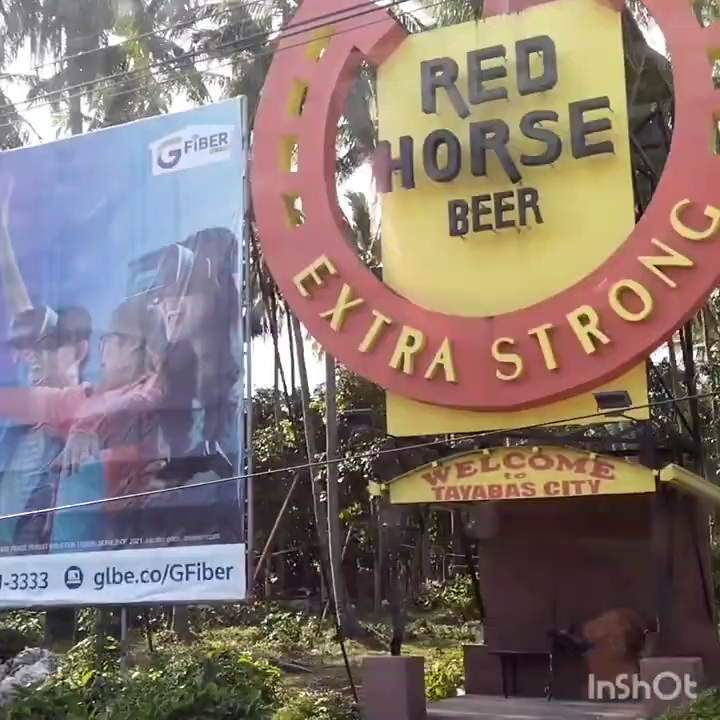 GFiBER
RED
HORSE
BEER
EXTRA STRONG
WELCOME
to
TAYABAS CITY
-3333 glbe.co/GFiber
InShOt